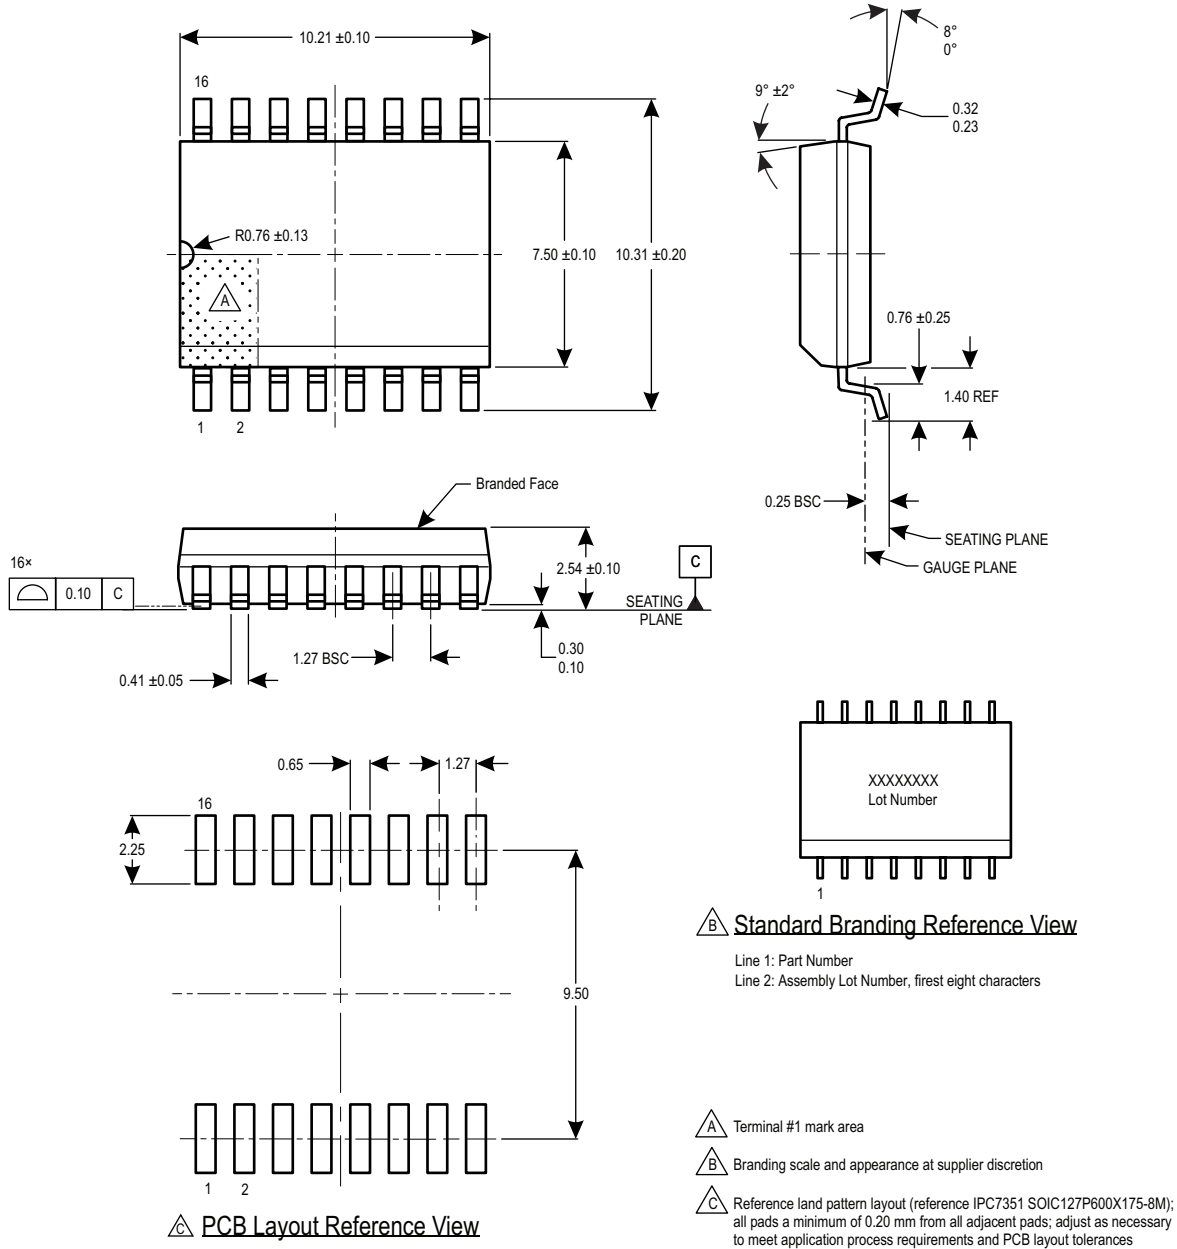 10.21 ±0.10
16
R0.76 ±0.13
A
7.50 ±0.10
10.31 ±0.20
1 2
8°
0°
9° ±2°
0.32
0.23
0.76 ±0.25
1.40 REF
0.25 BSC
SEATING PLANE
GAUGE PLANE
Branded Face
16×
0.10 C
2.54 ±0.10
C
SEATING
PLANE
0.30
0.10
1.27 BSC
0.41 ±0.05
XXXXXXXX
Lot Number
1
B Standard Branding Reference View
Line 1: Part Number
Line 2: Assembly Lot Number, firest eight characters
0.65
1.27
16
2.25
9.50
1 2
C PCB Layout Reference View
A Terminal #1 mark area
B Branding scale and appearance at supplier discretion
C Reference land pattern layout (reference IPC7351 SOIC127P600X175-8M);
all pads a minimum of 0.20 mm from all adjacent pads; adjust as necessary
to meet application process requirements and PCB layout tolerances